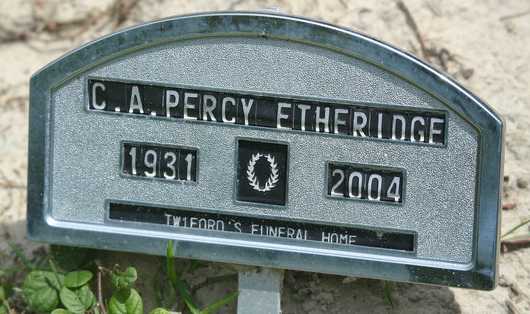 C.A.PERCY ETHERIDGE
1931 2004
TWIFORD'S FUNERAL HOME